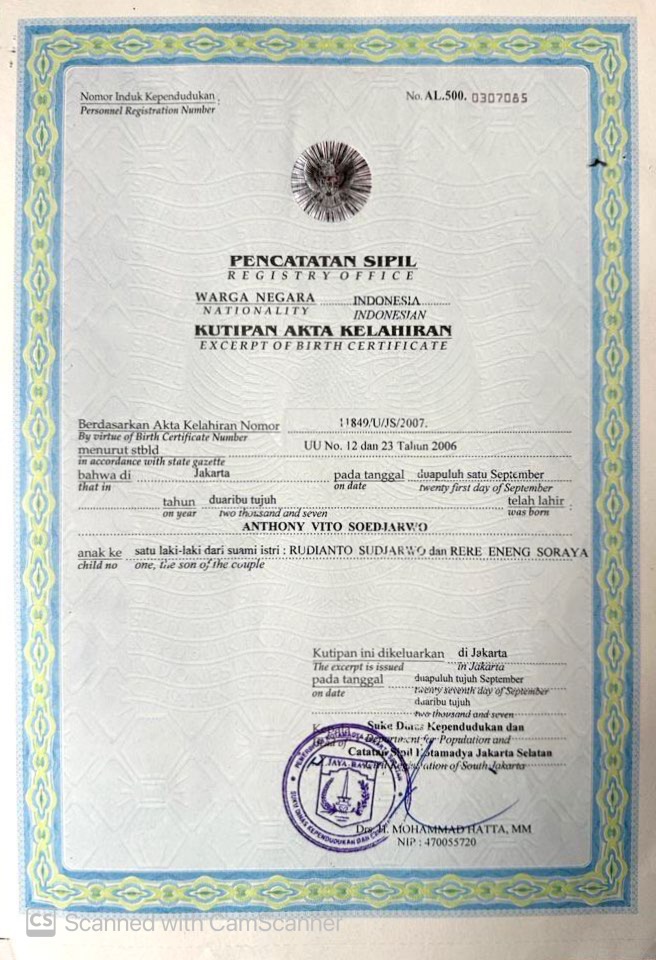 Nomor Induk Kependudukan :
Personnel Registration Number
No. AL.500. 0307085
PENCATATAN SIPIL
REGISTRY OFFICE
WARGA NEGARA INDONESIA
NATIONALITY INDONESIAN
KUTIPAN AKTA KELAHIRAN
EXCERPT OF BIRTH CERTIFICATE
Berdasarkan Akta Kelahiran Nomor 11849/U/JS/2007.
By virtue of Birth Certificate Number
menurut stbld UU No. 12 dan 23 Tahun 2006
in accordance with state gazette
bahwa di Jakarta pada tanggal duapuluh satu September
that in on date twenty first day of September
tahun duaribu tujuh telah lahir :
on year two thousand and seven was born
ANTHONY VITO SOEDJARWO
anak ke satu laki-laki dari suami istri : RUDIANTO SUDJARWO dan RERE ENENG SORAYA
child no one, the son of the couple
Kutipan ini dikeluarkan di Jakarta
The excerpt is issued in Jakarta
pada tanggal duapuluh tujuh September
on date twenty seventh day of September
duaribu tujuh
two thousand and seven
Suku Dinas Kependudukan dan
Department for Population and
Catatan Sipil Kotamadya Jakarta Selatan
Civil Registration of South Jakarta
JAYA RAYA
SUKU DINAS KEPENDUDUKAN DAN
Drs. H. MOHAMMAD HATTA, MM
NIP : 470055720
CS Scanned with CamScanner